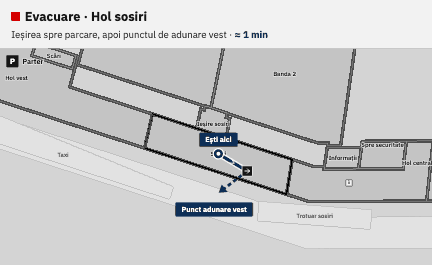 Evacuare · Hol sosiri
Ieșirea spre parcare, apoi punctul de adunare vest · ≈ 1 min
Scări
P Parter
Hol vest
Banda 2
Ieșire sosiri
Spre securitate
Ești aici
Taxi
Informații
Hol central
Punct adunare vest
Trotuar sosiri